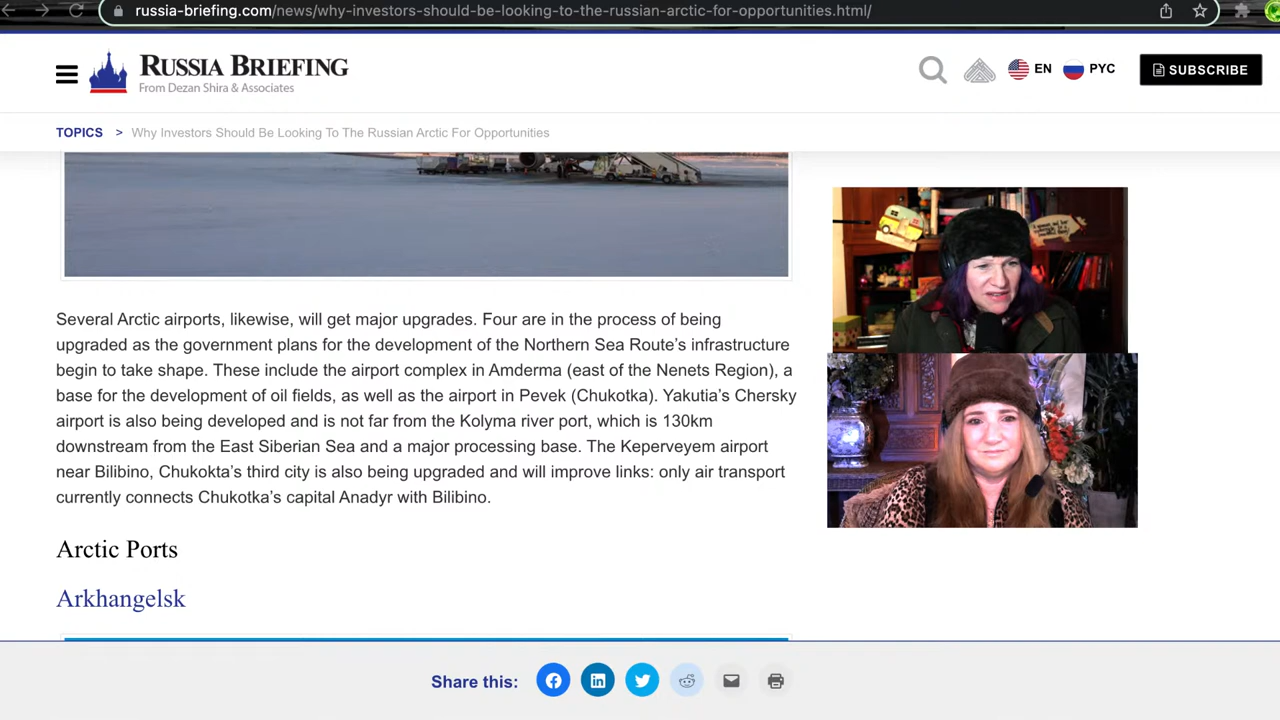 russia-briefing.com/news/why-investors-should-be-looking-to-the-russian-arctic-for-opportunities.html/
RUSSIA BRIEFING
From Dezan Shira & Associates
EN
РУС
SUBSCRIBE
TOPICS > Why Investors Should Be Looking To The Russian Arctic For Opportunities
Several Arctic airports, likewise, will get major upgrades. Four are in the process of being
upgraded as the government plans for the development of the Northern Sea Route's infrastructure
begin to take shape. These include the airport complex in Amderma (east of the Nenets Region), a
base for the development of oil fields, as well as the airport in Pevek (Chukotka). Yakutia's Chersky
airport is also being developed and is not far from the Kolyma river port, which is 130km
downstream from the East Siberian Sea and a major processing base. The Keperveyem airport
near Bilibino, Chukokta's third city is also being upgraded and will improve links: only air transport
currently connects Chukotka's capital Anadyr with Bilibino.
Arctic Ports
Arkhangelsk
Share this: